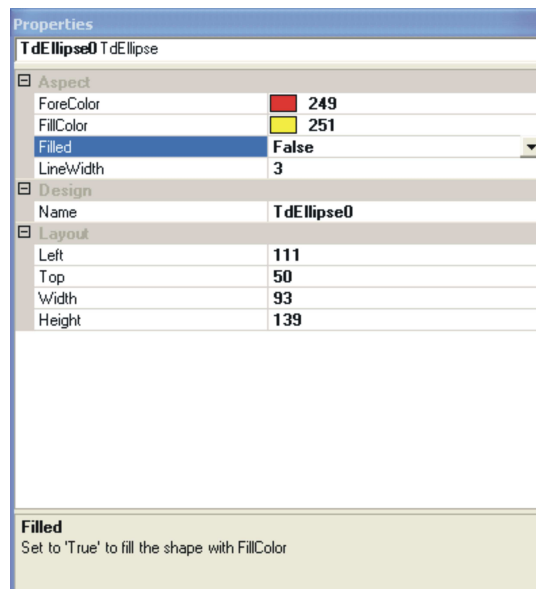 Properties
TdEllipse0 TdEllipse
Aspect
ForeColor 249
FillColor 251
Filled False
LineWidth 3
Design
Name TdEllipse0
Layout
Left 111
Top 50
Width 93
Height 139
Filled
Set to 'True' to fill the shape with FillColor